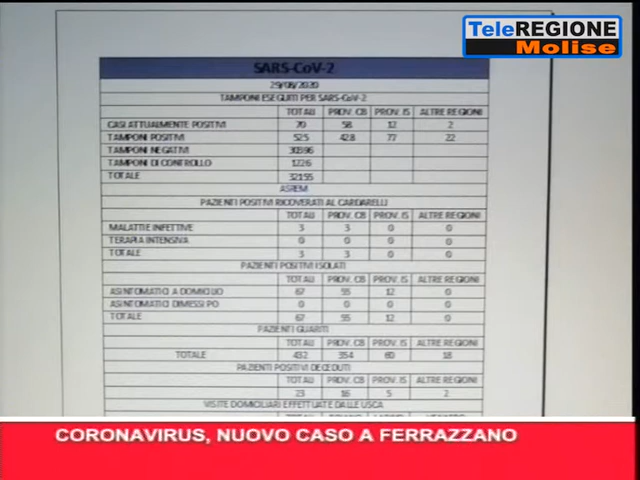 TeleREGIONE
Molise
SARS-CoV-2
29/06/2020
TAMPONI ESEGUITI PER SARS-CoV-2
TOTALI PROV. CB PROV. IS ALTRE REGIONI
CASI ATTUALMENTE POSITIVI 70 58 12 2
TAMPONI POSITIVI 525 428 77 22
TAMPONI NEGATIVI 30396
TAMPONI DI CONTROLLO 1226
TOTALE 32155
ASREM
PAZIENTI POSITIVI RICOVERATI AL CARDARELLI
TOTALI PROV. CB PROV. IS ALTRE REGIONI
MALATTIE INFETTIVE 3 3 0 0
TERAPIA INTENSIVA 0 0 0 0
TOTALE 3 3 0 0
PAZIENTI POSITIVI ISOLATI
TOTALI PROV. CB PROV. IS ALTRE REGIONI
ASINTOMATICI A DOMICILIO 67 55 12 0
ASINTOMATICI DIMESSI PO 0 0 0 0
TOTALE 67 55 12 0
PAZIENTI GUARITI
TOTALI PROV. CB PROV. IS ALTRE REGIONI
TOTALE 432 354 60 18
PAZIENTI POSITIVI DECEDUTI
TOTALI PROV. CB PROV. IS ALTRE REGIONI
23 16 5 2
VISITE DOMICILIARI EFFETTUATE DALLE USCA
CORONAVIRUS, NUOVO CASO A FERRAZZANO